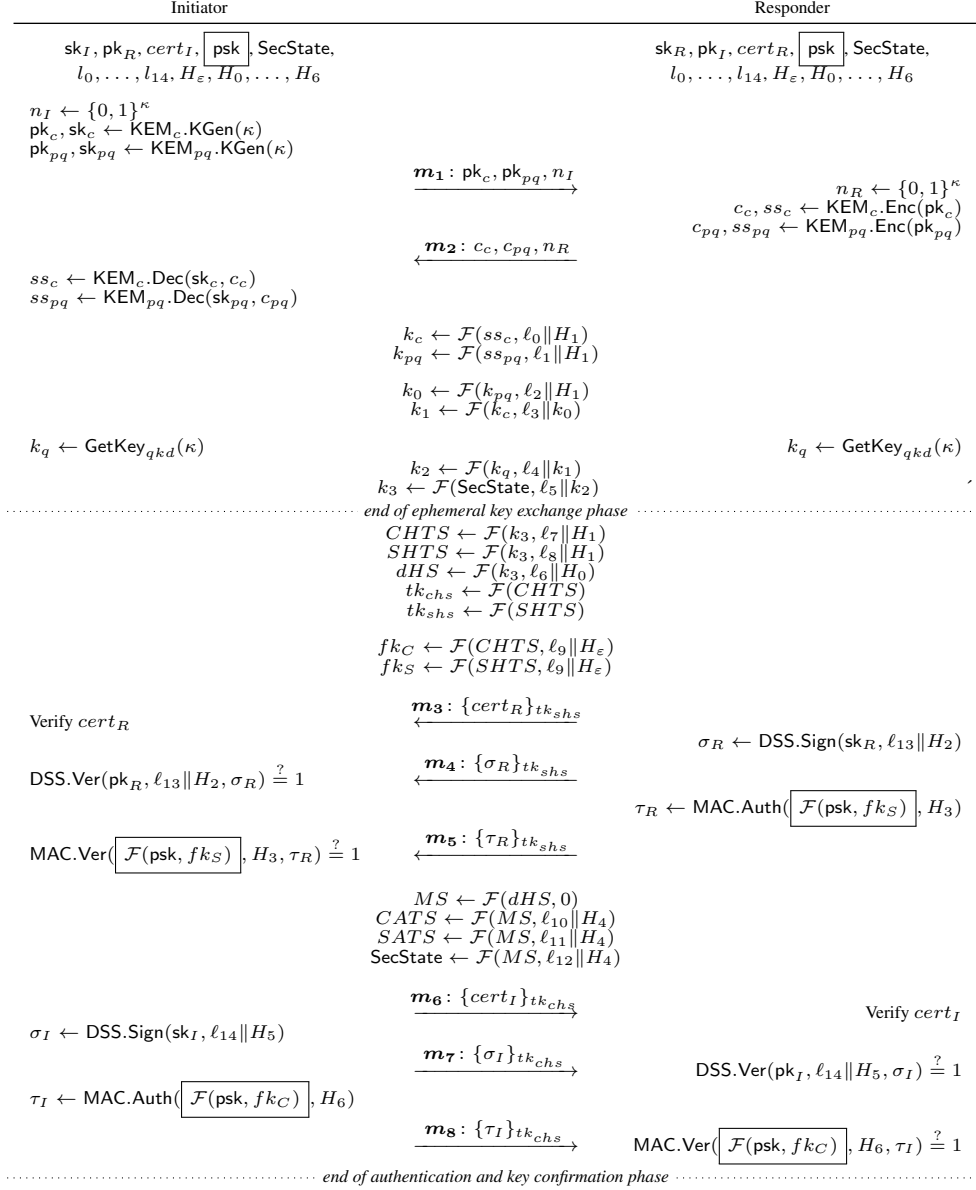 Initiator Responder
sk_I, pk_R, cert_I, psk, SecState,
l_0, . . . , l_14, H_ε, H_0, . . . , H_6
sk_R, pk_I, cert_R, psk, SecState,
l_0, . . . , l_14, H_ε, H_0, . . . , H_6
n_I ← {0, 1}^κ
pk_c, sk_c ← KEM_c.KGen(κ)
pk_pq, sk_pq ← KEM_pq.KGen(κ)
m_1: pk_c, pk_pq, n_I
n_R ← {0, 1}^κ
c_c, ss_c ← KEM_c.Enc(pk_c)
c_pq, ss_pq ← KEM_pq.Enc(pk_pq)
m_2: c_c, c_pq, n_R
ss_c ← KEM_c.Dec(sk_c, c_c)
ss_pq ← KEM_pq.Dec(sk_pq, c_pq)
k_c ← F(ss_c, ℓ_0‖H_1)
k_pq ← F(ss_pq, ℓ_1‖H_1)
k_0 ← F(k_pq, ℓ_2‖H_1)
k_1 ← F(k_c, ℓ_3‖k_0)
k_q ← GetKey_qkd(κ) k_q ← GetKey_qkd(κ)
k_2 ← F(k_q, ℓ_4‖k_1)
k_3 ← F(SecState, ℓ_5‖k_2) ´
end of ephemeral key exchange phase
CHTS ← F(k_3, ℓ_7‖H_1)
SHTS ← F(k_3, ℓ_8‖H_1)
dHS ← F(k_3, ℓ_6‖H_0)
tk_chs ← F(CHTS)
tk_shs ← F(SHTS)
fk_C ← F(CHTS, ℓ_9‖H_ε)
fk_S ← F(SHTS, ℓ_9‖H_ε)
m_3: {cert_R}_tk_shs
Verify cert_R
σ_R ← DSS.Sign(sk_R, ℓ_13‖H_2)
m_4: {σ_R}_tk_shs
DSS.Ver(pk_R, ℓ_13‖H_2, σ_R) ?= 1
τ_R ← MAC.Auth( F(psk, fk_S) , H_3)
m_5: {τ_R}_tk_shs
MAC.Ver( F(psk, fk_S) , H_3, τ_R) ?= 1
MS ← F(dHS, 0)
CATS ← F(MS, ℓ_10‖H_4)
SATS ← F(MS, ℓ_11‖H_4)
SecState ← F(MS, ℓ_12‖H_4)
m_6: {cert_I}_tk_chs
Verify cert_I
σ_I ← DSS.Sign(sk_I, ℓ_14‖H_5)
m_7: {σ_I}_tk_chs
DSS.Ver(pk_I, ℓ_14‖H_5, σ_I) ?= 1
τ_I ← MAC.Auth( F(psk, fk_C) , H_6)
m_8: {τ_I}_tk_chs
MAC.Ver( F(psk, fk_C) , H_6, τ_I) ?= 1
end of authentication and key confirmation phase